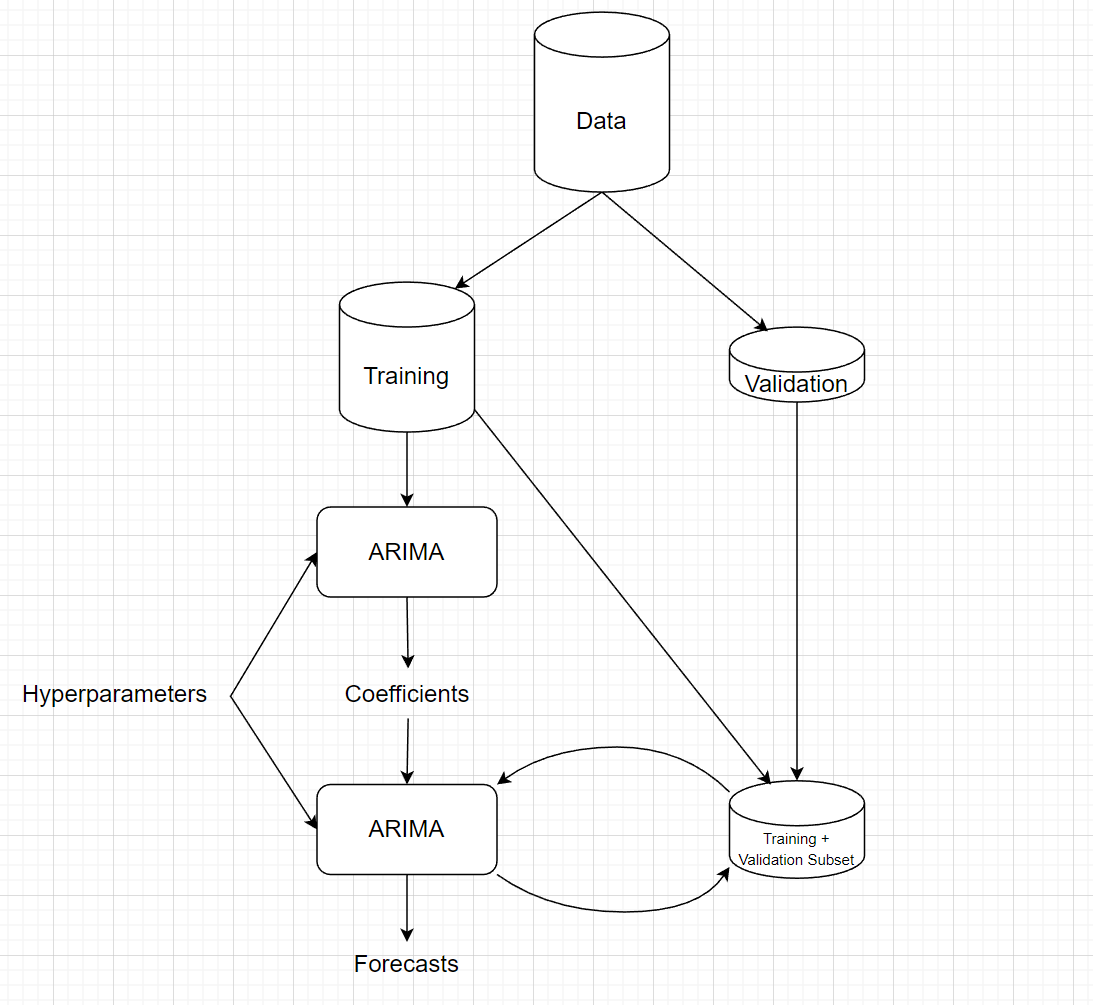 Data
Training
Validation
ARIMA
Hyperparameters
Coefficients
ARIMA
Training +
Validation Subset
Forecasts